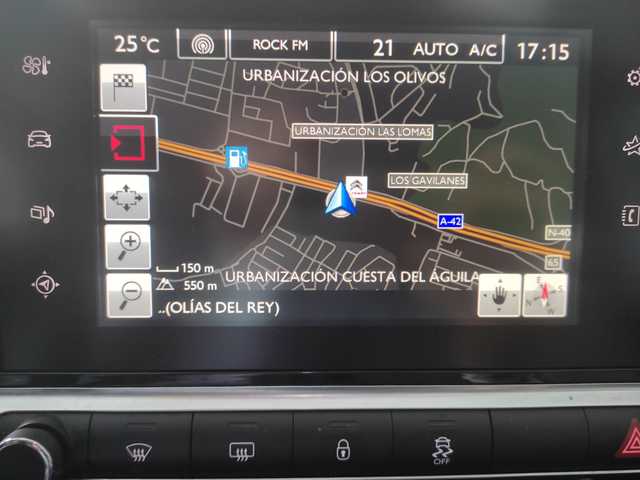 25°C
ROCK FM
21 AUTO A/C
17:15
URBANIZACIÓN LOS OLIVOS
URBANIZACIÓN LAS LOMAS
LOS GAVILANES
A-42
N-40
65
150 m
550 m
URBANIZACIÓN CUESTA DEL ÁGUILA
..(OLÍAS DEL REY)
E
N
S
W
OFF